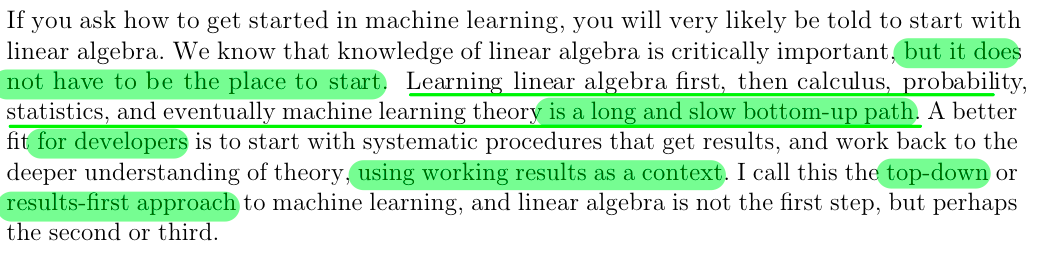 If you ask how to get started in machine learning, you will very likely be told to start with
linear algebra. We know that knowledge of linear algebra is critically important, but it does
not have to be the place to start. Learning linear algebra first, then calculus, probability,
statistics, and eventually machine learning theory is a long and slow bottom-up path. A better
fit for developers is to start with systematic procedures that get results, and work back to the
deeper understanding of theory, using working results as a context. I call this the top-down or
results-first approach to machine learning, and linear algebra is not the first step, but perhaps
the second or third.